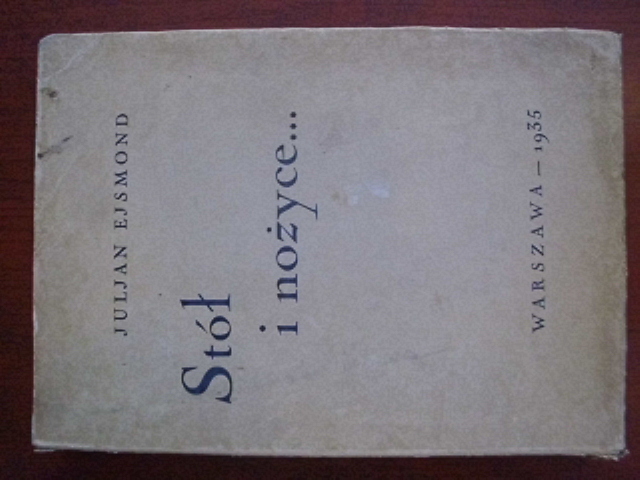 JULJAN EJSMOND
Stół
i nożyce...
WARSZAWA — 1935